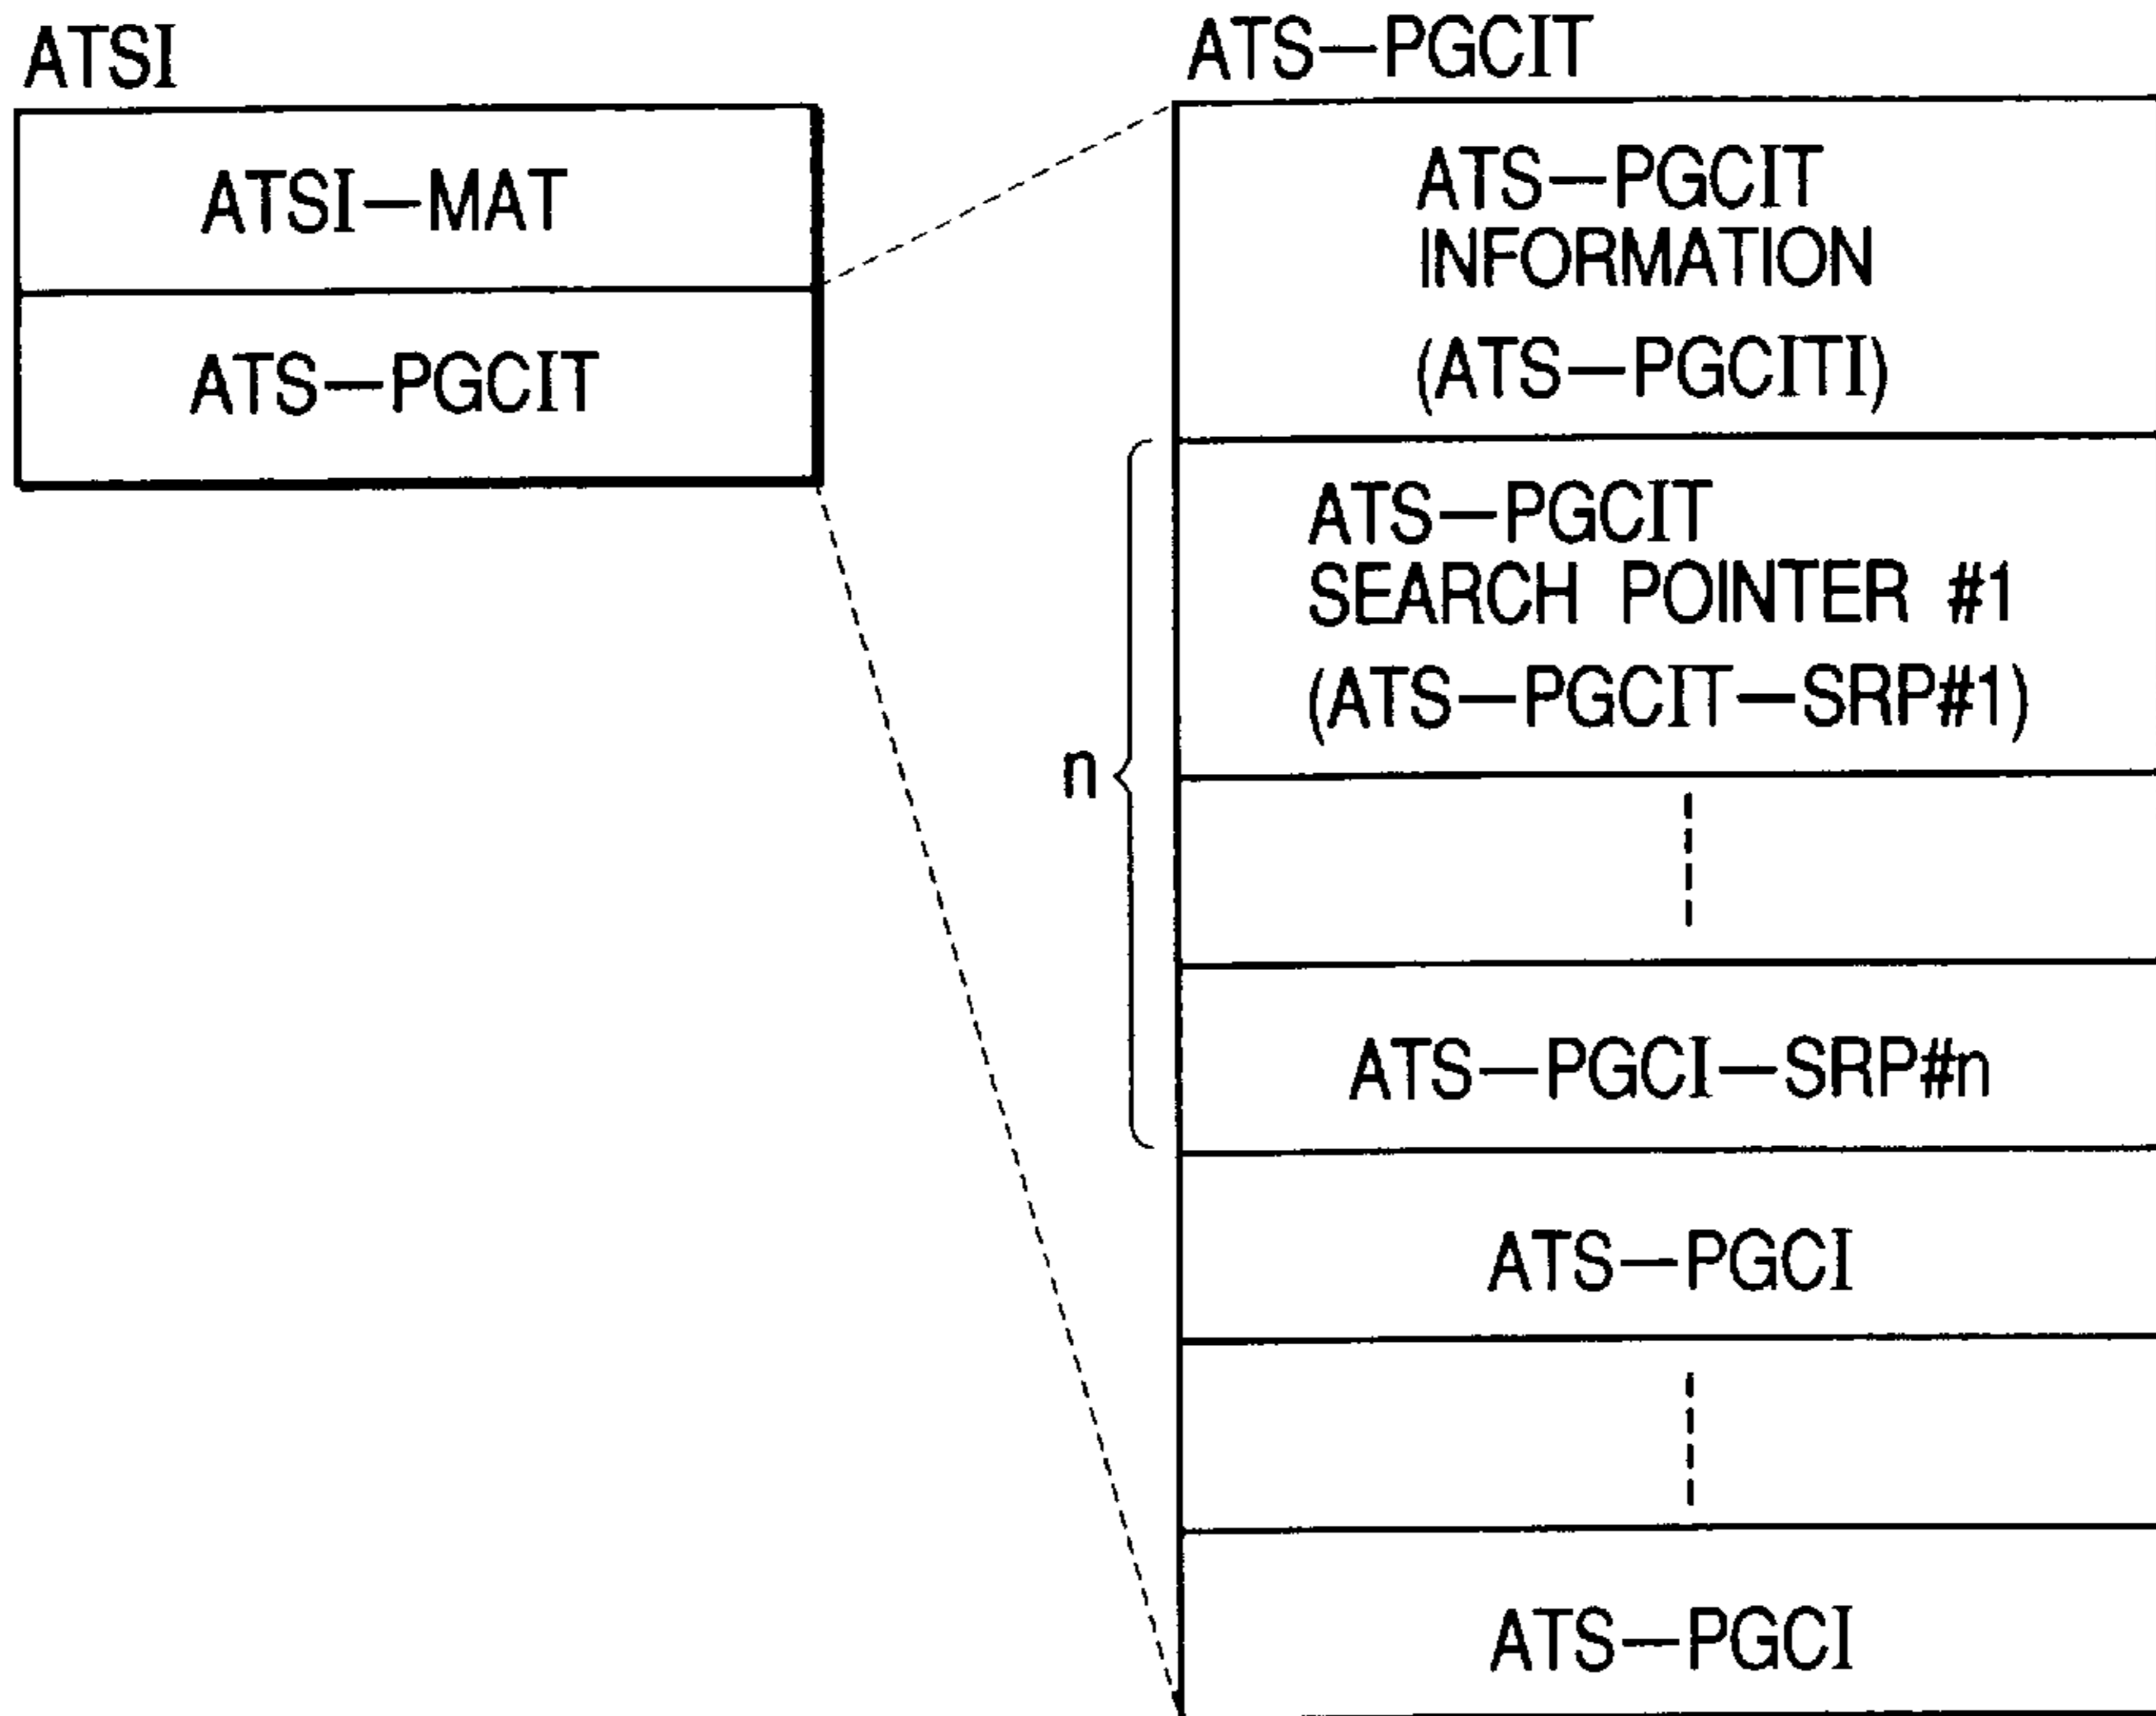 ATSI
ATSI—MAT
ATS—PGCIT
ATS—PGCIT
ATS—PGCIT
INFORMATION
(ATS—PGCITI)
n
ATS—PGCIT
SEARCH POINTER #1
(ATS—PGCIT—SRP#1)
ATS—PGCI—SRP#n
ATS—PGCI
ATS—PGCI